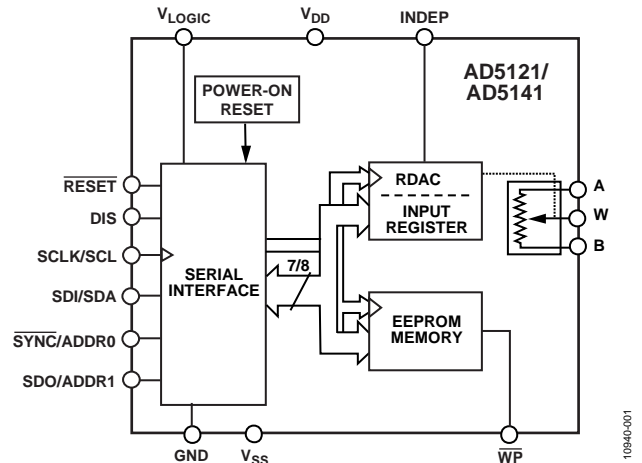 VLOGIC
VDD
INDEP
AD5121/
AD5141
POWER-ON
RESET
RESET
DIS
SCLK/SCL
SDI/SDA
SYNC/ADDR0
SDO/ADDR1
SERIAL
INTERFACE
7/8
RDAC
INPUT
REGISTER
EEPROM
MEMORY
A
W
B
GND
VSS
WP
10940-001